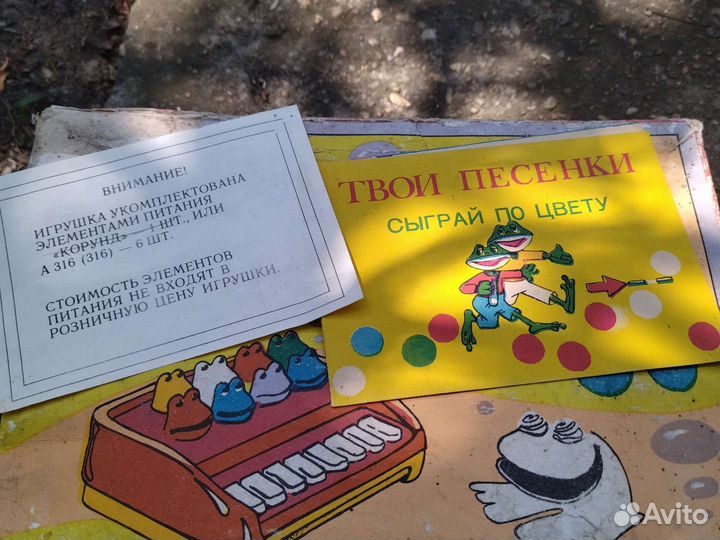 ВНИМАНИЕ!
ИГРУШКА УКОМПЛЕКТОВАНА
ЭЛЕМЕНТАМИ ПИТАНИЯ
«КОРУНД» — 1 ШТ., ИЛИ
А 316 (316) — 6 ШТ.
СТОИМОСТЬ ЭЛЕМЕНТОВ
ПИТАНИЯ НЕ ВХОДЯТ В
РОЗНИЧНУЮ ЦЕНУ ИГРУШКИ.
ТВОИ ПЕСЕНКИ
СЫГРАЙ ПО ЦВЕТУ
Avito